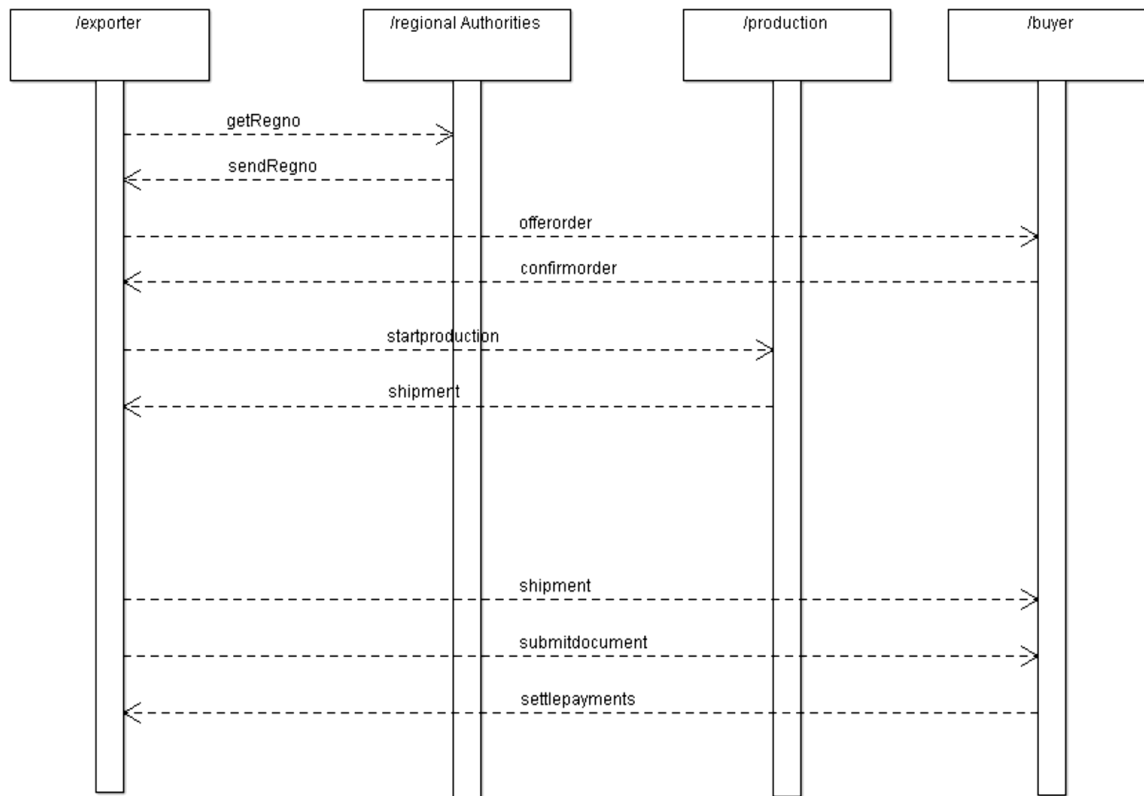 /exporter
/regional Authorities
/production
/buyer
getRegno
sendRegno
offerorder
confirmorder
startproduction
shipment
shipment
submitdocument
settlepayments